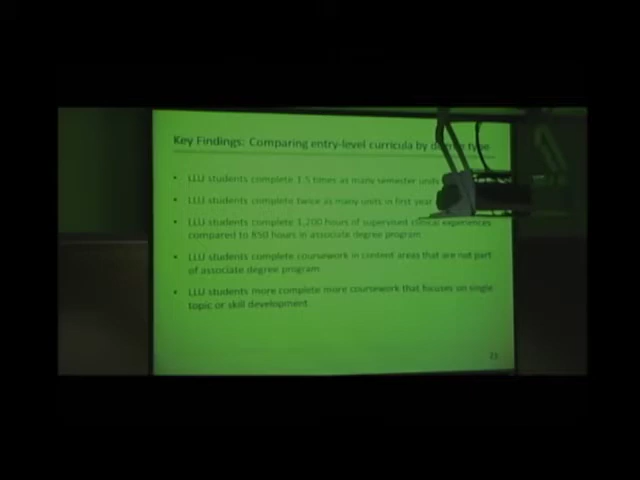 Key Findings: Comparing entry-level curricula by degree type
• LLU students complete 1.5 times as many semester units
• LLU students complete twice as many units in first year
• LLU students complete 1,200 hours of supervised clinical experiences
compared to 850 hours in associate degree program
• LLU students complete coursework in content areas that are not part
of associate degree program
• LLU students more complete more coursework that focuses on single
topic or skill development